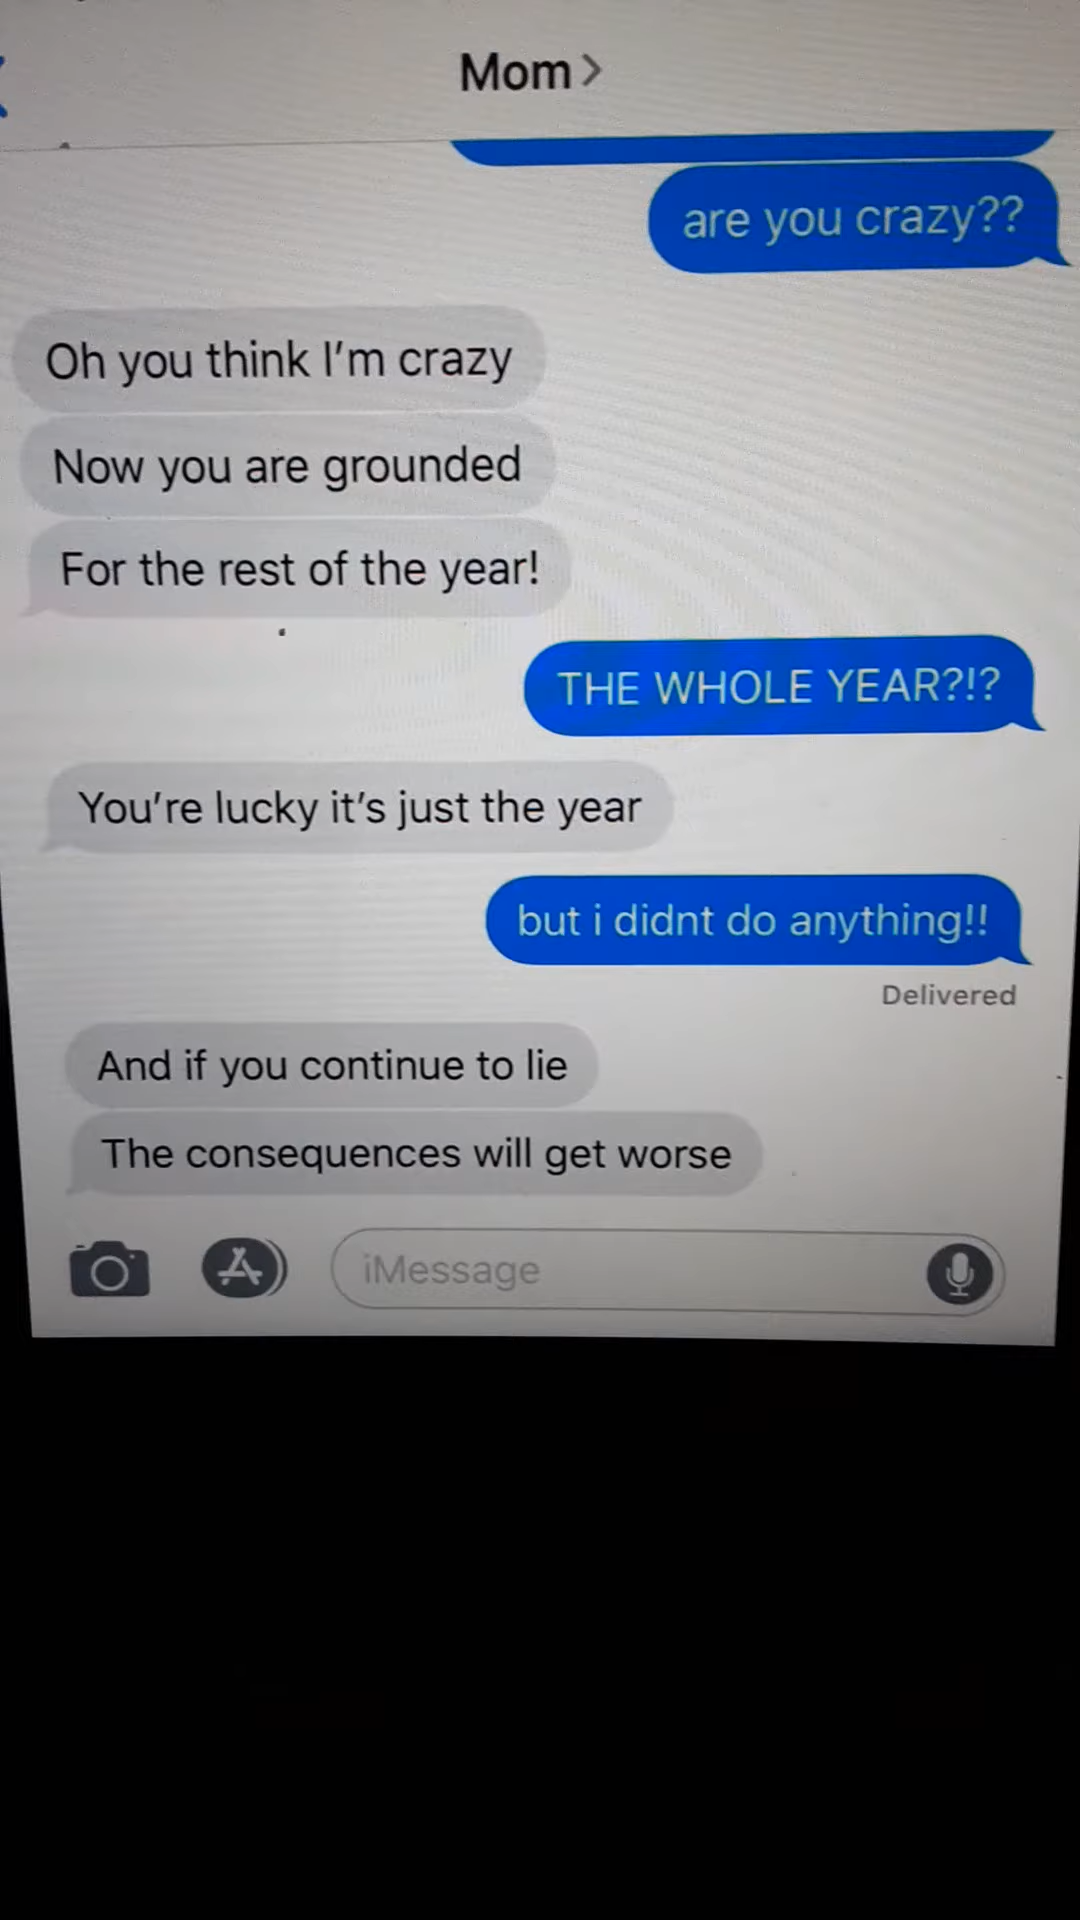 Mom >
are you crazy??
Oh you think I'm crazy
Now you are grounded
For the rest of the year!
THE WHOLE YEAR?!?
You're lucky it's just the year
but i didnt do anything!!
Delivered
And if you continue to lie
The consequences will get worse
iMessage